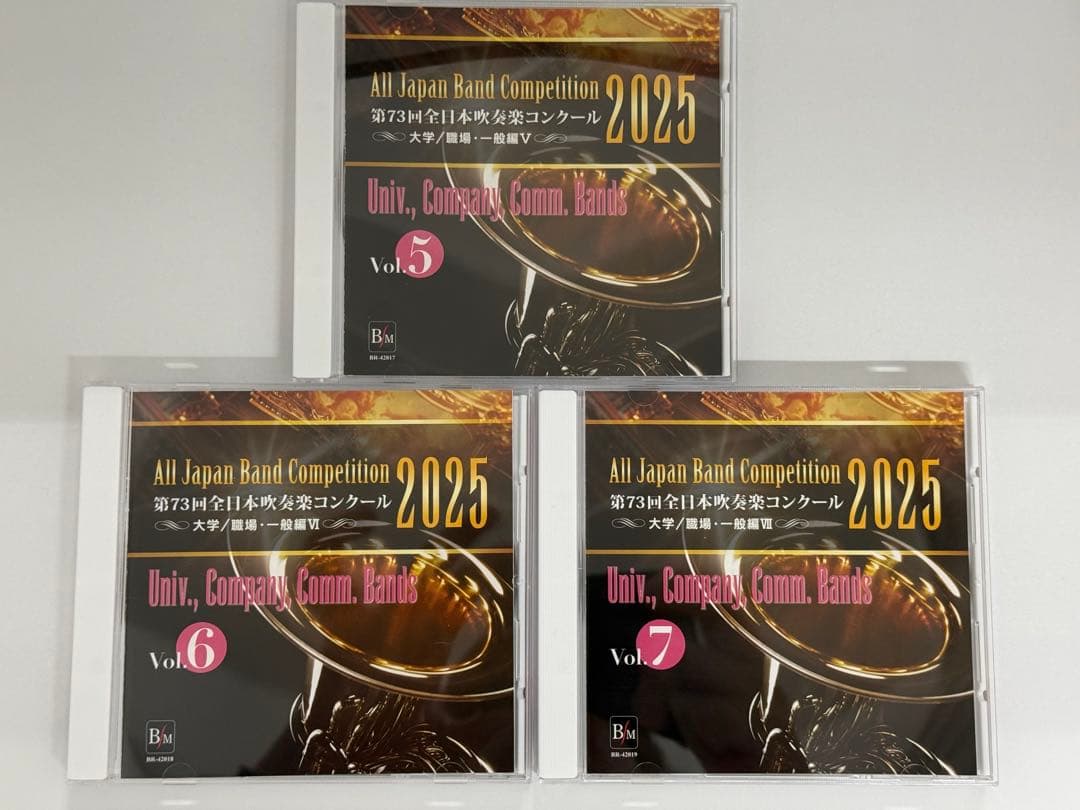 All Japan Band Competition 2025
第73回全日本吹奏楽コンクール
大学/職場・一般編Ⅴ
Univ., Company, Comm. Bands
Vol.5
BM
BR-42017
All Japan Band Competition 2025
第73回全日本吹奏楽コンクール
大学/職場・一般編Ⅵ
Univ., Company, Comm. Bands
Vol.6
BM
BR-42018
All Japan Band Competition 2025
第73回全日本吹奏楽コンクール
大学/職場・一般編Ⅶ
Univ., Company, Comm. Bands
Vol.7
BM
BR-42019